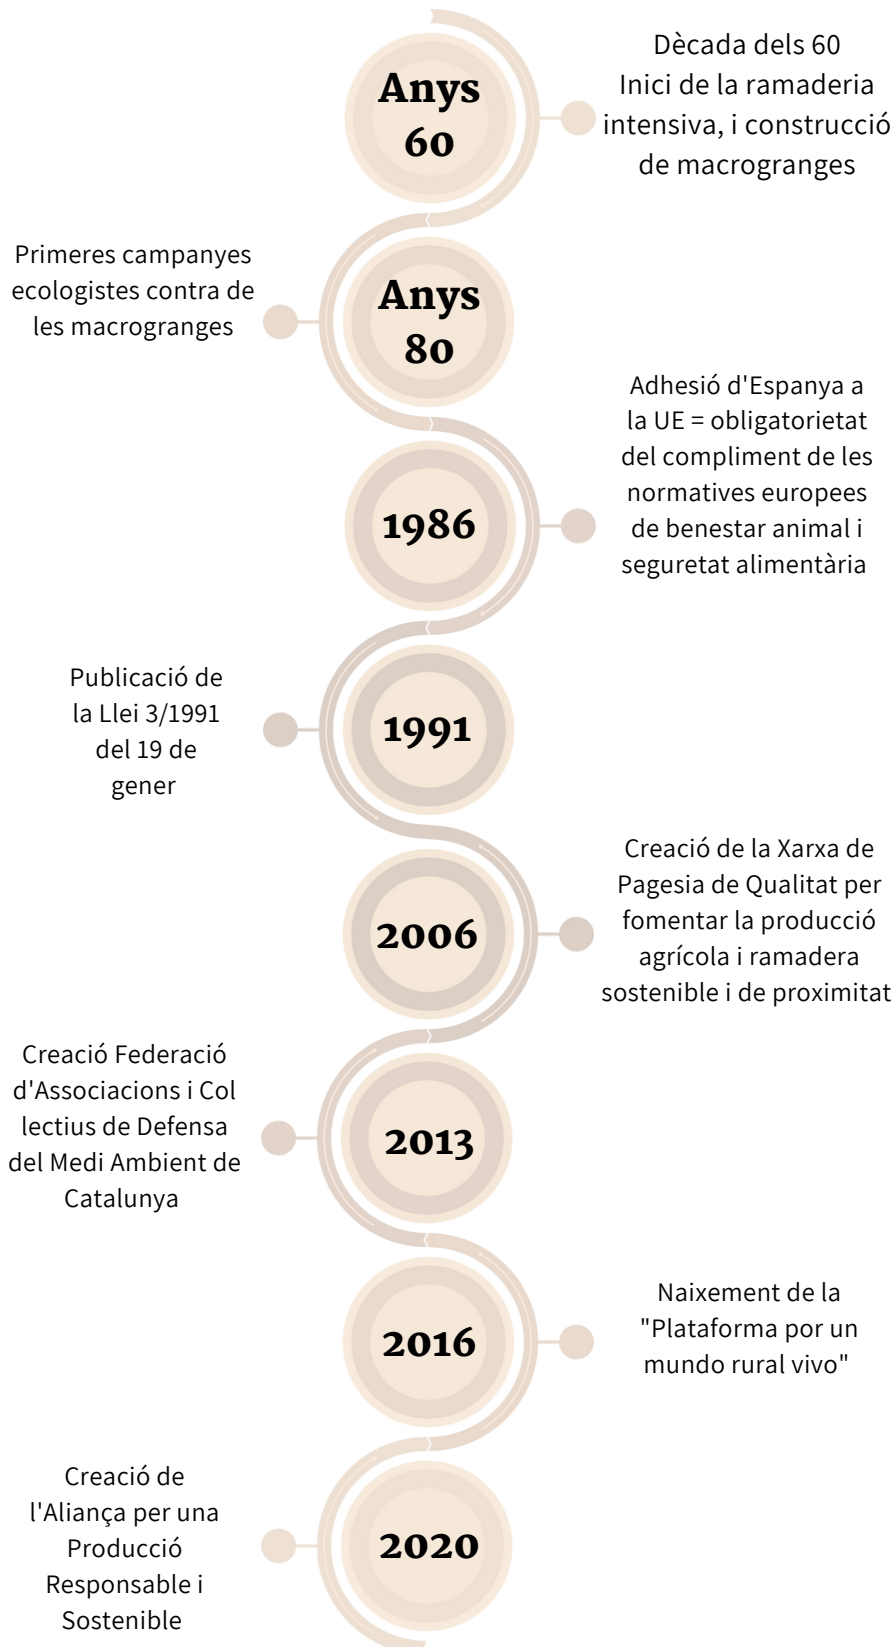 Anys
60
Dècada dels 60
Inici de la ramaderia
intensiva, i construcció
de macrogranges
Primeres campanyes
ecologistes contra de
les macrogranges
Anys
80
Adhesió d'Espanya a
la UE = obligatorietat
del compliment de les
normatives europees
de benestar animal i
seguretat alimentària
1986
Publicació de
la Llei 3/1991
del 19 de
gener
1991
Creació de la Xarxa de
Pagesia de Qualitat per
fomentar la producció
agrícola i ramadera
sostenible i de proximitat
2006
Creació Federació
d'Associacions i Col
lectius de Defensa
del Medi Ambient de
Catalunya
2013
Naixement de la
"Plataforma por un
mundo rural vivo"
2016
Creació de
l'Aliança per una
Producció
Responsable i
Sostenible
2020